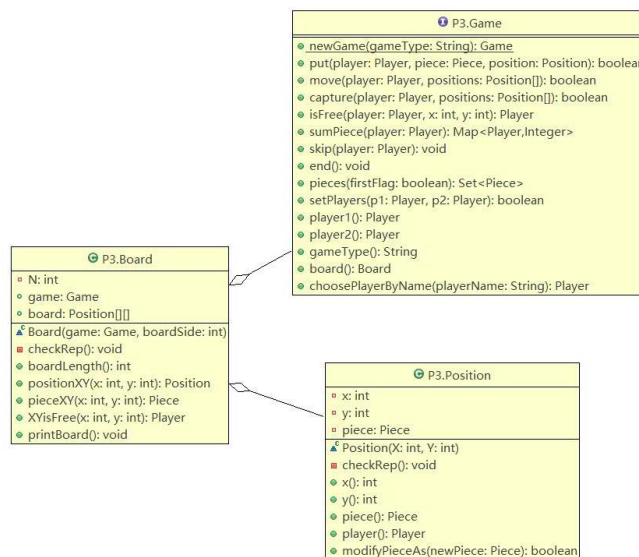 P3.Game
newGame(gameType: String): Game
put(player: Player, piece: Piece, position: Position): boolean
move(player: Player, positions: Position[]): boolean
capture(player: Player, positions: Position[]): boolean
isFree(player: Player, x: int, y: int): Player
sumPiece(player: Player): Map<Player,Integer>
skip(player: Player): void
end(): void
pieces(firstFlag: boolean): Set<Piece>
setPlayers(p1: Player, p2: Player): boolean
player1(): Player
player2(): Player
gameType(): String
board(): Board
choosePlayerByName(playerName: String): Player
P3.Board
N: int
game: Game
board: Position[][]
Board(game: Game, boardSide: int)
checkRep(): void
boardLength(): int
positionXY(x: int, y: int): Position
pieceXY(x: int, y: int): Piece
XYisFree(x: int, y: int): Player
printBoard(): void
P3.Position
x: int
y: int
piece: Piece
Position(X: int, Y: int)
checkRep(): void
x(): int
y(): int
piece(): Piece
player(): Player
modifyPieceAs(newPiece: Piece): boolean